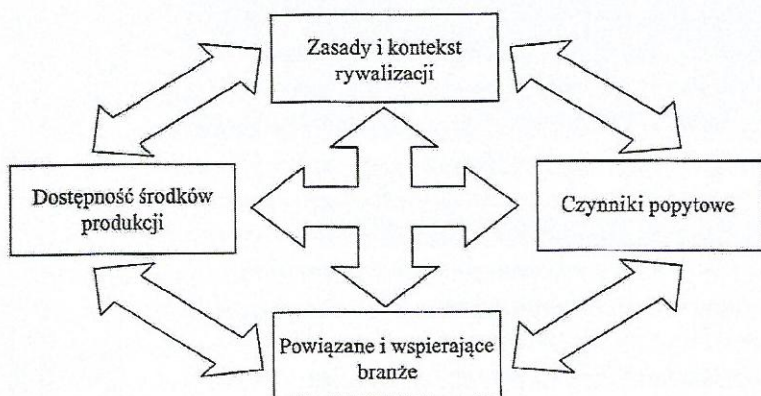 Zasady i kontekst
rywalizacji
Dostępność środków
produkcji
Czynniki popytowe
Powiązane i wspierające
branże